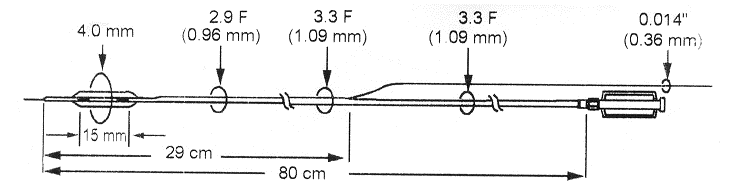 4.0 mm
2.9 F
(0.96 mm)
3.3 F
(1.09 mm)
3.3 F
(1.09 mm)
0.014"
(0.36 mm)
15 mm
29 cm
80 cm